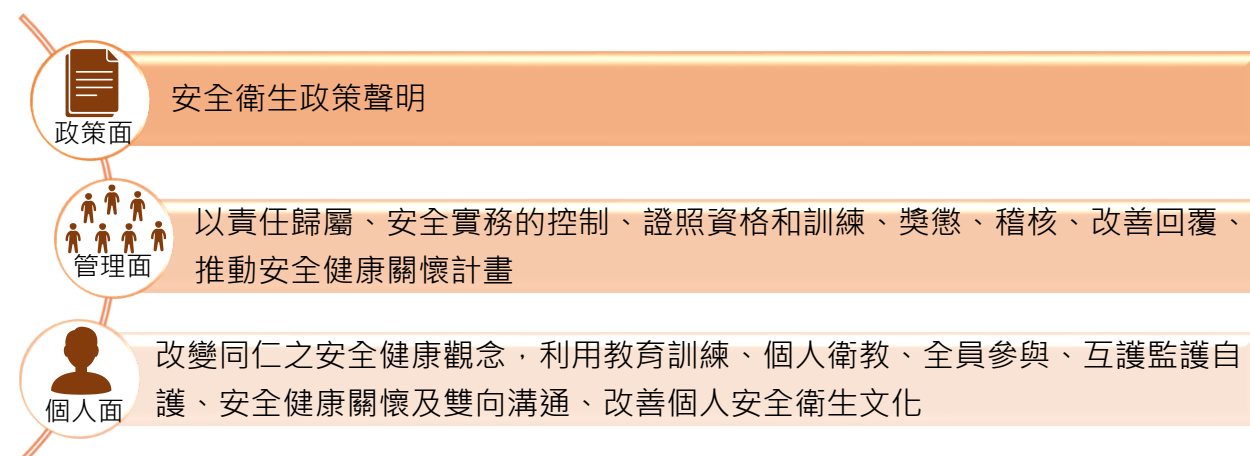 安全衛生政策聲明
政策面
以責任歸屬、安全實務的控制、證照資格和訓練、獎懲、稽核、改善回覆、
推動安全健康關懷計畫
管理面
改變同仁之安全健康觀念，利用教育訓練、個人衛教、全員參與、互護監護自
護、安全健康關懷及雙向溝通、改善個人安全衛生文化
個人面